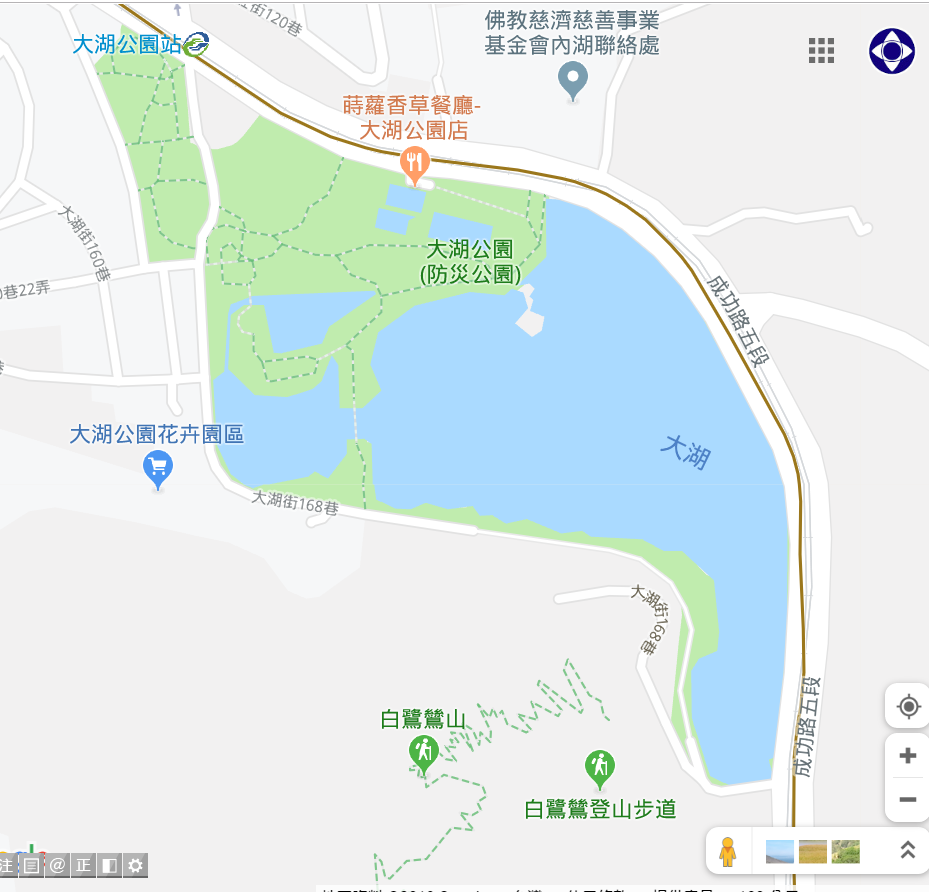 街120巷
大湖公園站
佛教慈濟慈善事業
基金會內湖聯絡處
蒔蘿香草餐廳-
大湖公園店
大湖街160巷
巷22弄
大湖公園
(防災公園)
成功路五段
大湖公園花卉園區
大湖
大湖街168巷
大湖街168巷
成功路五段
白鷺鷥山
白鷺鷥登山步道
注
@
正